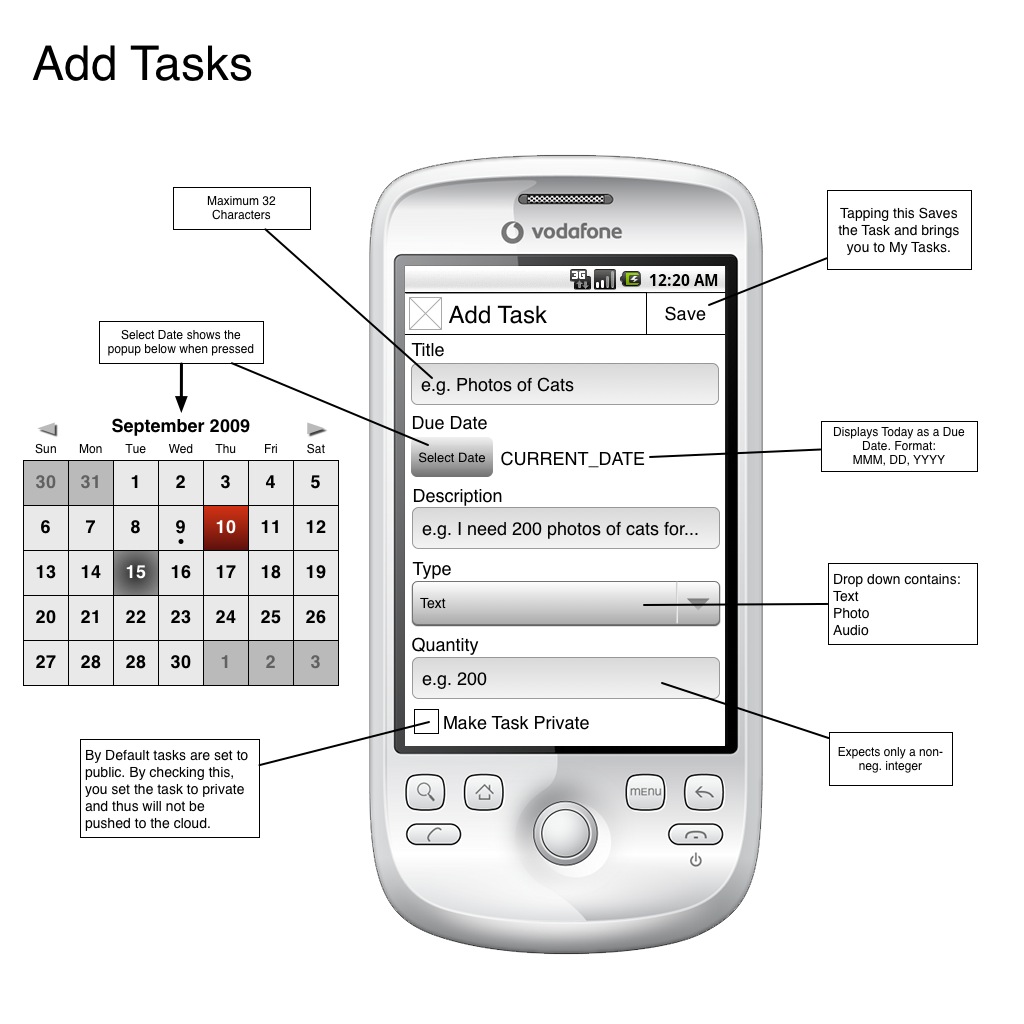 Add Tasks
Maximum 32
Characters
Tapping this Saves
the Task and brings
you to My Tasks.
vodafone
3G
12:20 AM
Add Task
Save
Title
e.g. Photos of Cats
Select Date shows the
popup below when pressed
Due Date
Select Date
CURRENT_DATE
Displays Today as a Due
Date. Format:
MMM, DD, YYYY
September 2009
Sun Mon Tue Wed Thu Fri Sat
30 31 1 2 3 4 5
6 7 8 9 10 11 12
13 14 15 16 17 18 19
20 21 22 23 24 25 26
27 28 28 30 1 2 3
Description
e.g. I need 200 photos of cats for...
Type
Text
Drop down contains:
Text
Photo
Audio
Quantity
e.g. 200
Make Task Private
Expects only a non-
neg. integer
By Default tasks are set to
public. By checking this,
you set the task to private
and thus will not be
pushed to the cloud.
MENU